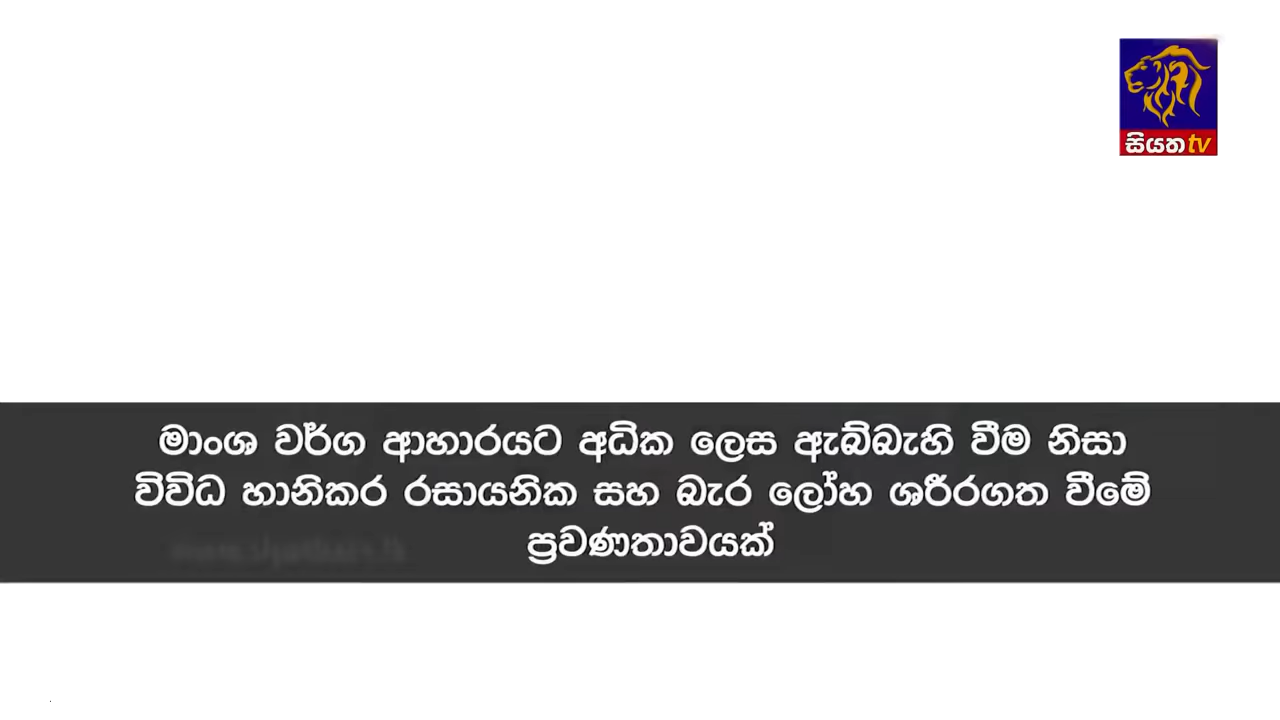 සියත tv
මාංශ වර්ග ආහාරයට අධික ලෙස ඇබ්බැහි වීම නිසා
විවිධ හානිකර රසායනික සහ බැර ලෝහ ශරීරගත වීමේ
ප්‍රවණතාවයක්